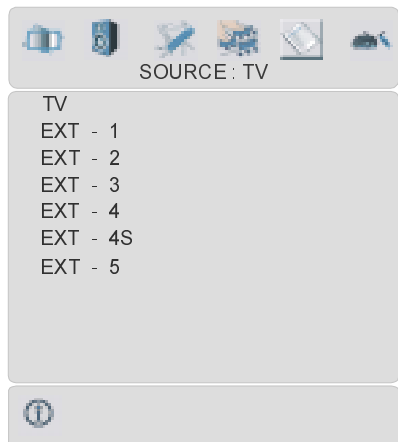 SOURCE : TV
TV
EXT - 1
EXT - 2
EXT - 3
EXT - 4
EXT - 4S
EXT - 5